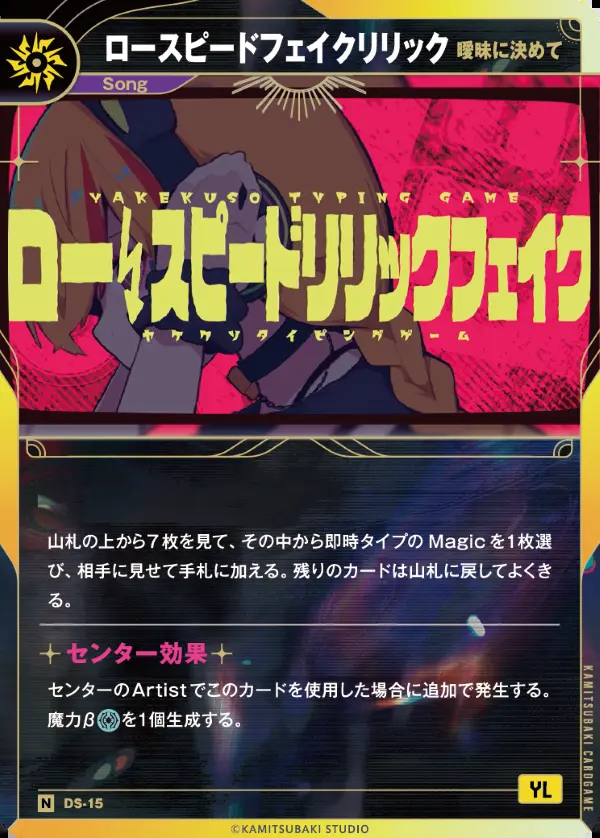 ロースピードフェイクリリック 曖昧に決めて
Song
YAKEKUSO TYPING GAME
ロースピードリリックフェイク
ヤケクソタイピングゲーム
山札の上から7枚を見て、その中から即時タイプの Magic を1枚選
び、相手に見せて手札に加える。残りのカードは山札に戻してよくき
る。
センター効果
センターのArtistでこのカードを使用した場合に追加で発生する。
魔力βを1個生成する。
KAMITSUBAKI CARDGAME
YL
N DS-15
©KAMITSUBAKI STUDIO